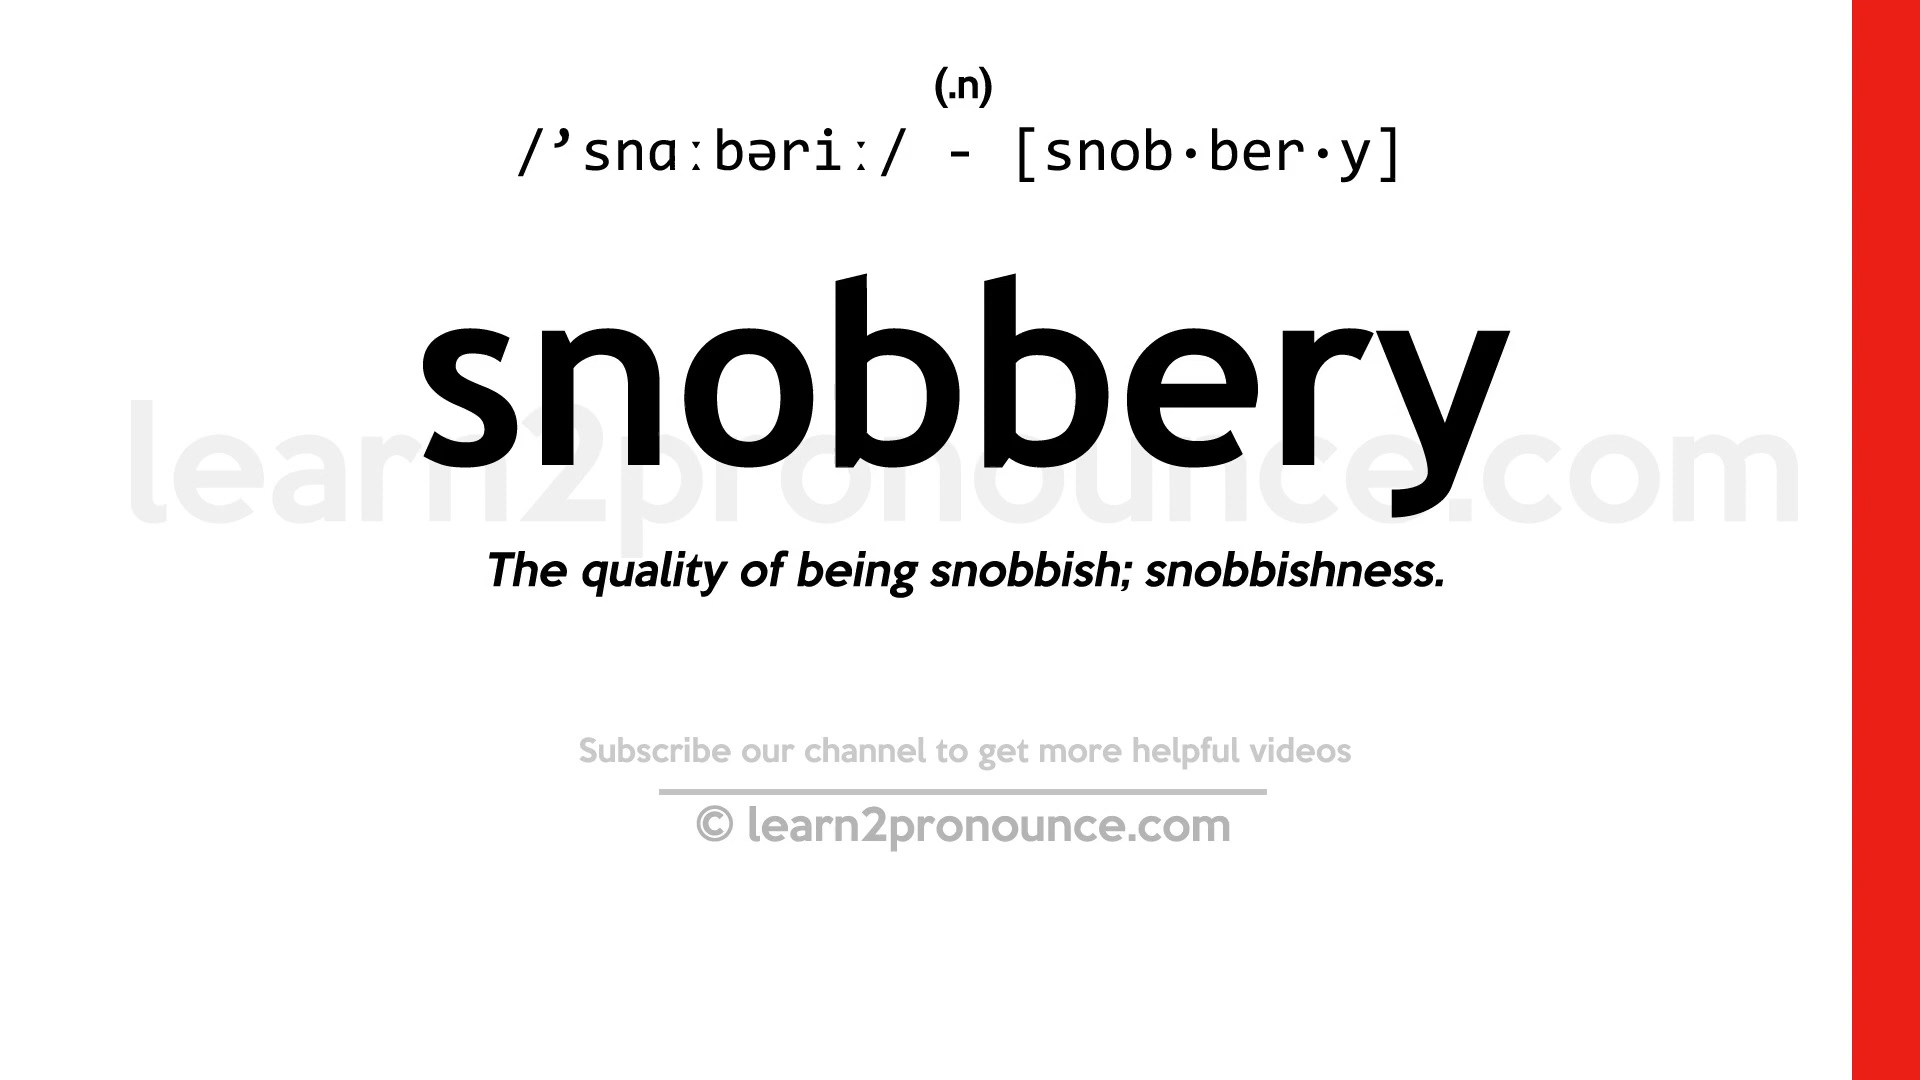 (.n)
/’snɑːbəriː/ - [snob·ber·y]
snobbery
learn2pronounce.com
The quality of being snobbish; snobbishness.
Subscribe our channel to get more helpful videos
© learn2pronounce.com